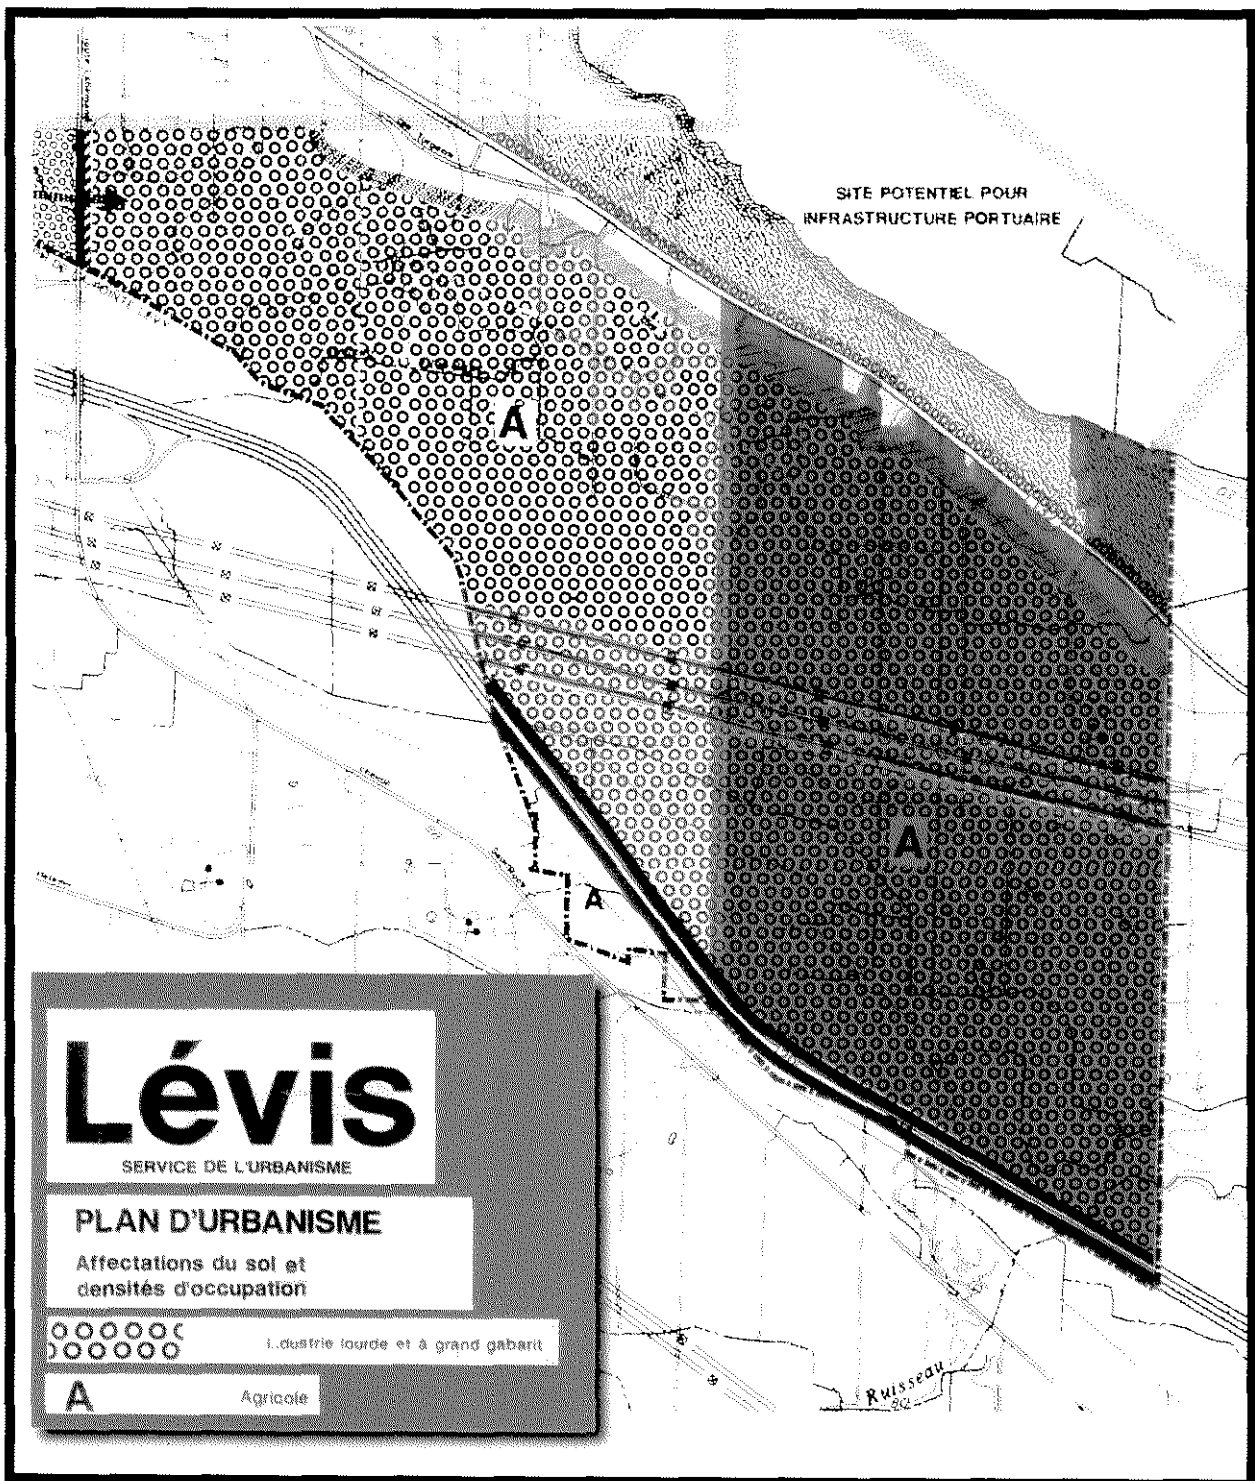 SITE POTENTIEL POUR
INFRASTRUCTURE PORTUAIRE
A
A
A
Lévis
SERVICE DE L'URBANISME
PLAN D'URBANISME
Affectations du sol et
densités d'occupation
lourde et à grand gabarit
A Agricole
Ruisseau